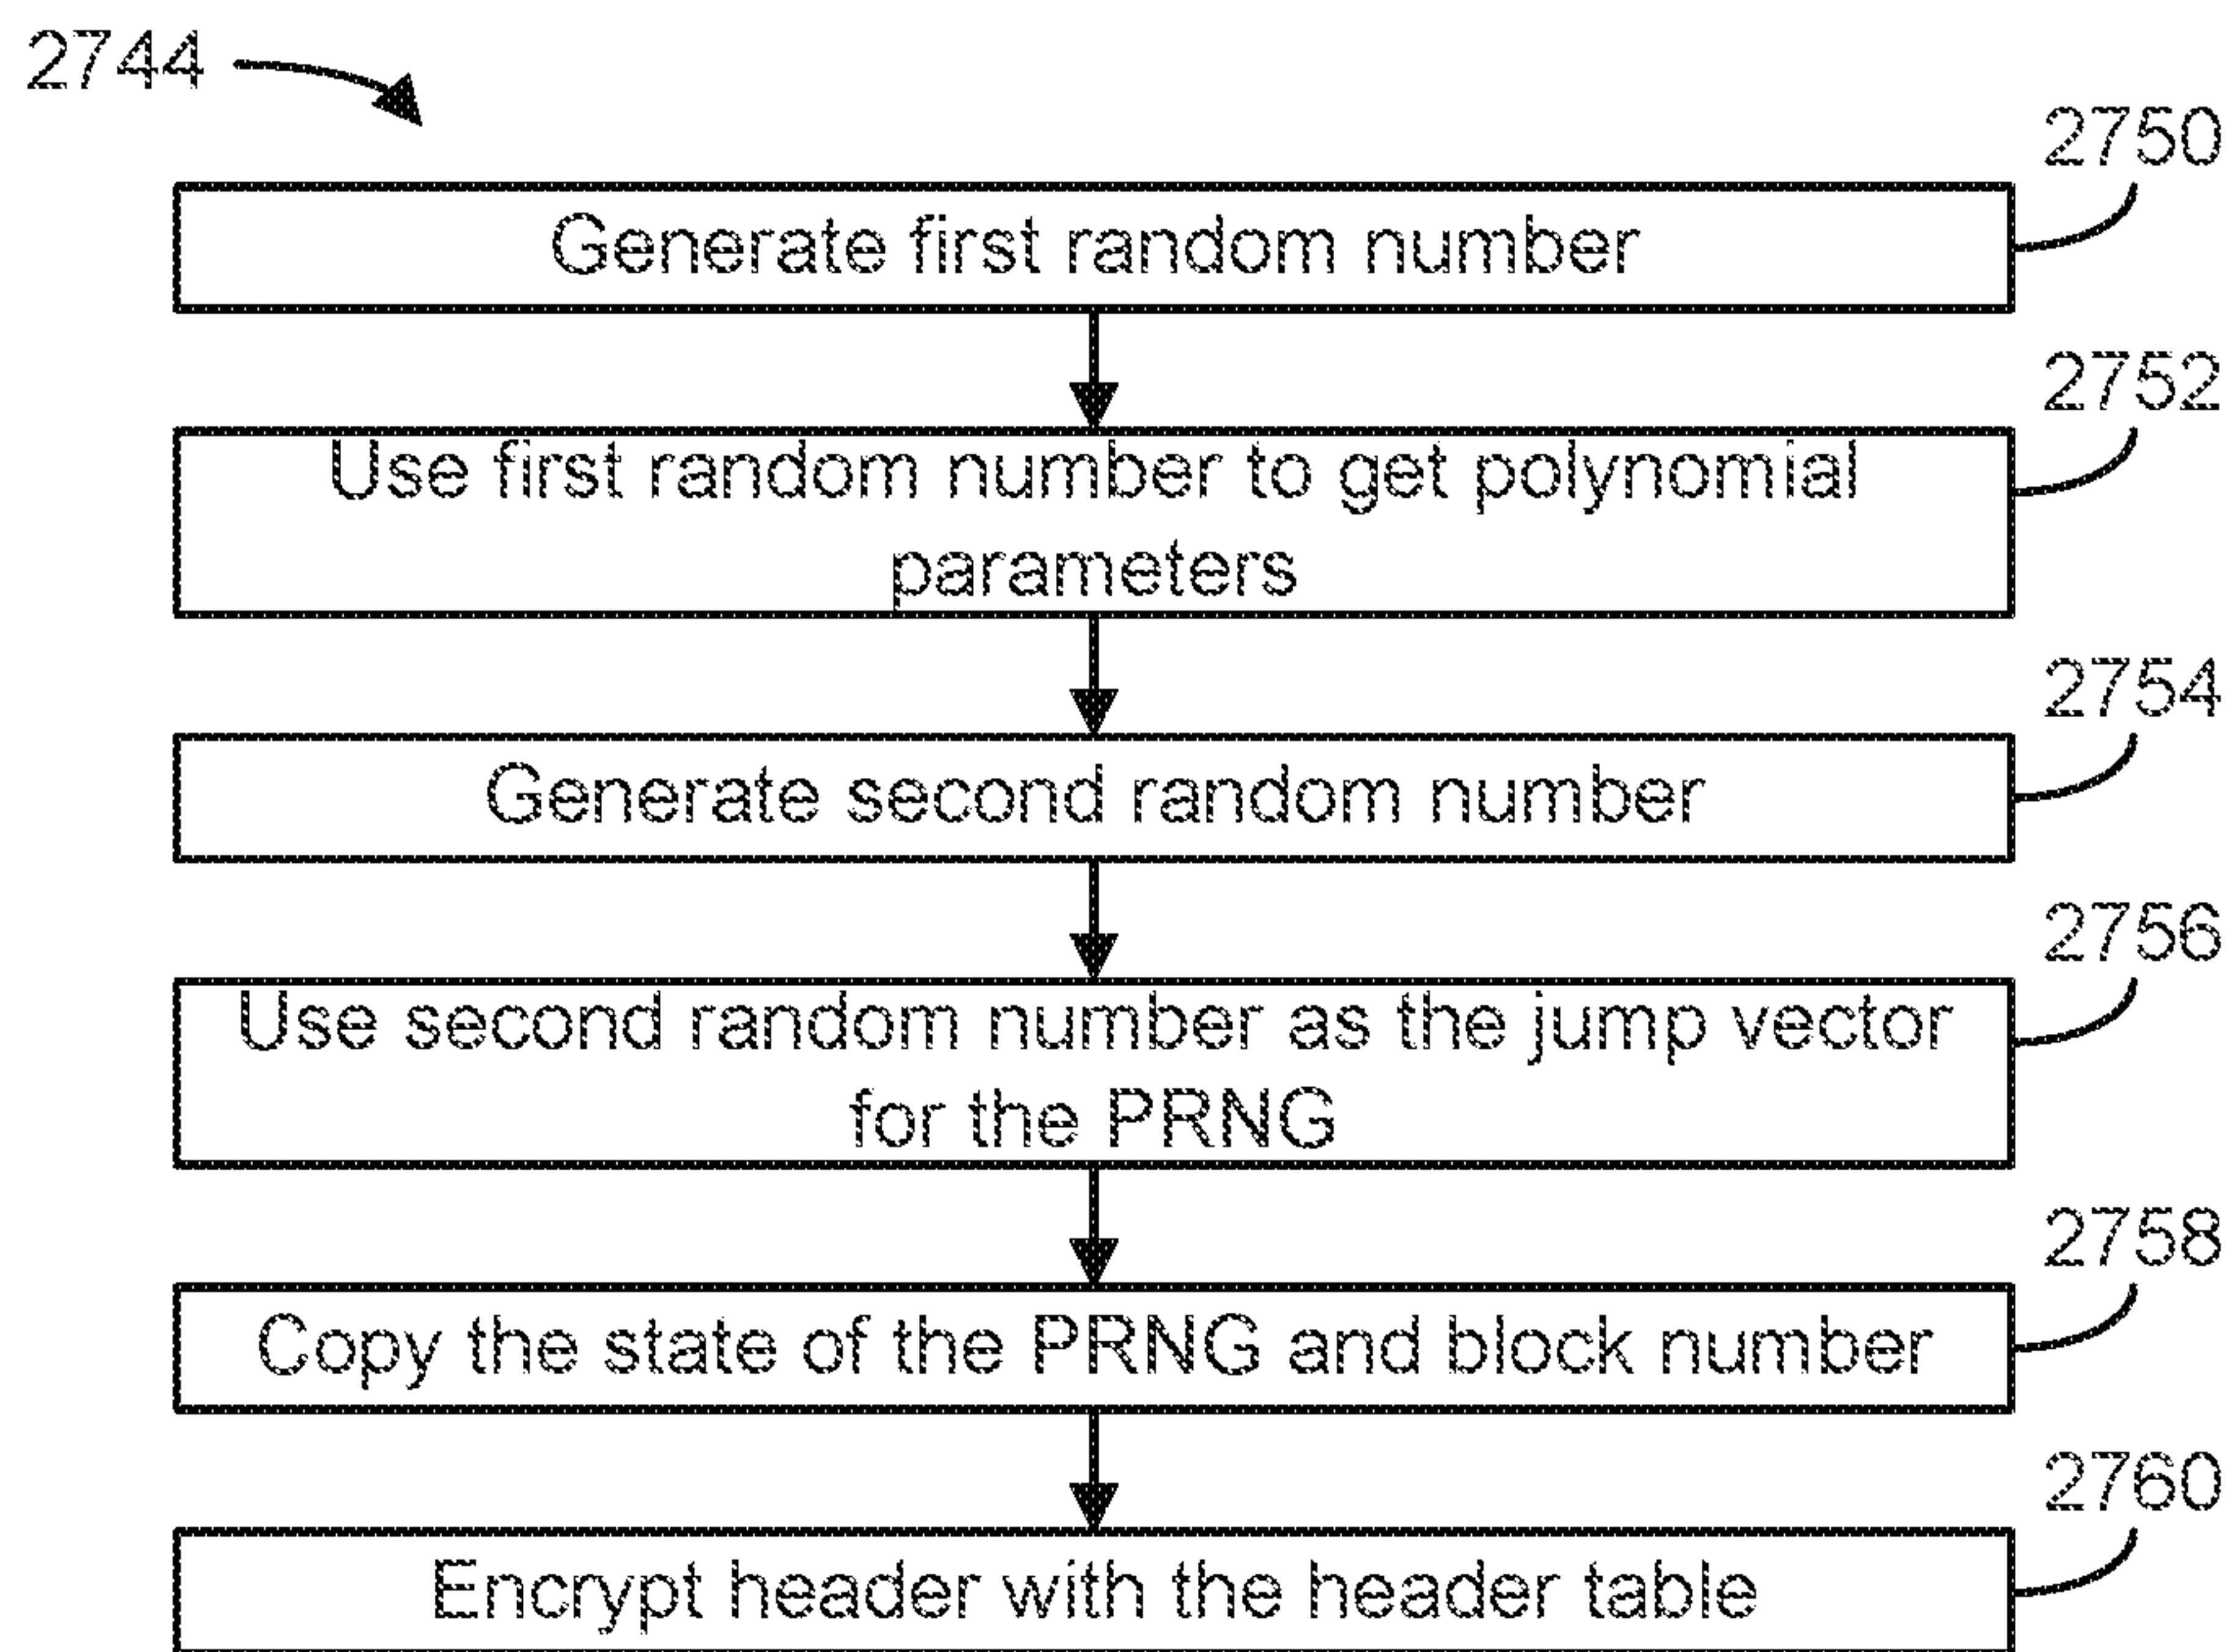 2744
2750
Generate first random number
2752
Use first random number to get polynomial
parameters
2754
Generate second random number
2756
Use second random number as the jump vector
for the PRNG
2758
Copy the state of the PRNG and block number
2760
Encrypt header with the header table